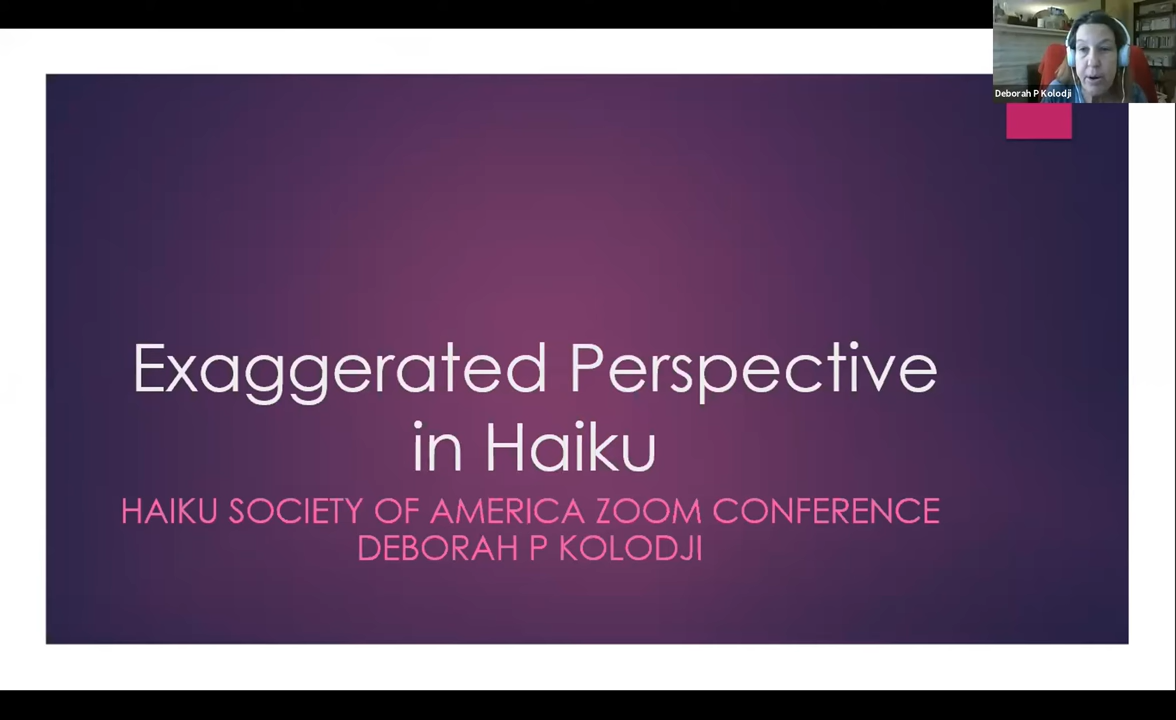 Deborah P Kolodji
Exaggerated Perspective
in Haiku
HAIKU SOCIETY OF AMERICA ZOOM CONFERENCE
DEBORAH P KOLODJI